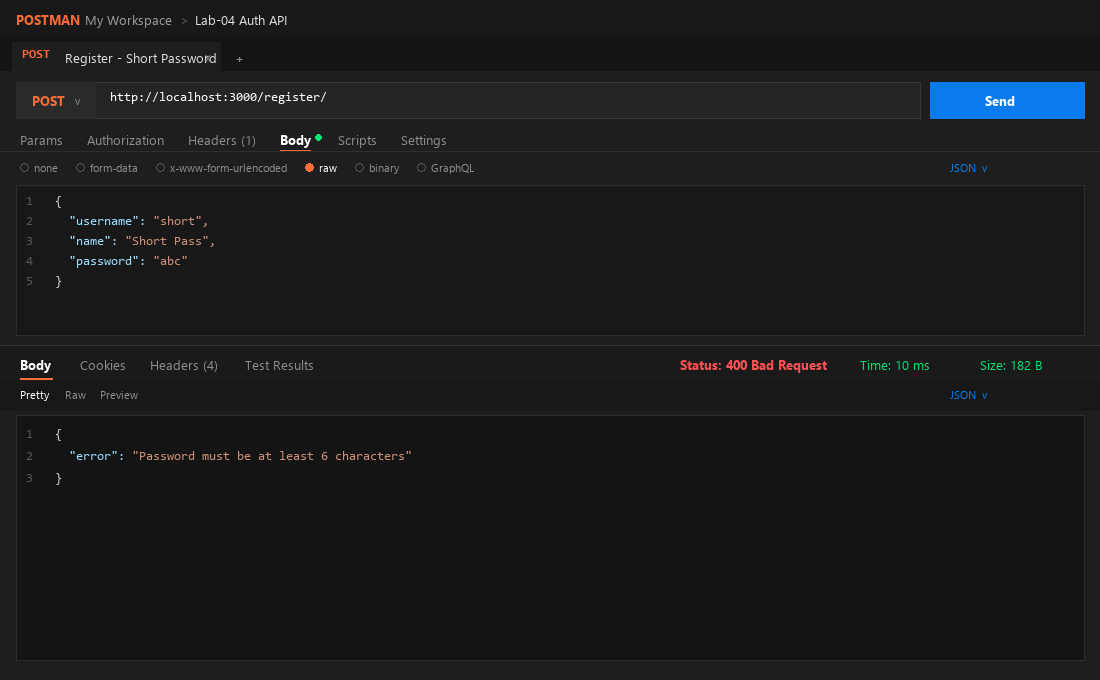 POSTMAN My Workspace > Lab-04 Auth API
POST Register - Short Password +
POST v http://localhost:3000/register/ Send
Params Authorization Headers (1) Body Scripts Settings
none form-data x-www-form-urlencoded raw binary GraphQL JSON v
1 {
2 "username": "short",
3 "name": "Short Pass",
4 "password": "abc"
5 }
Body Cookies Headers (4) Test Results Status: 400 Bad Request Time: 10 ms Size: 182 B
Pretty Raw Preview JSON v
1 {
2 "error": "Password must be at least 6 characters"
3 }